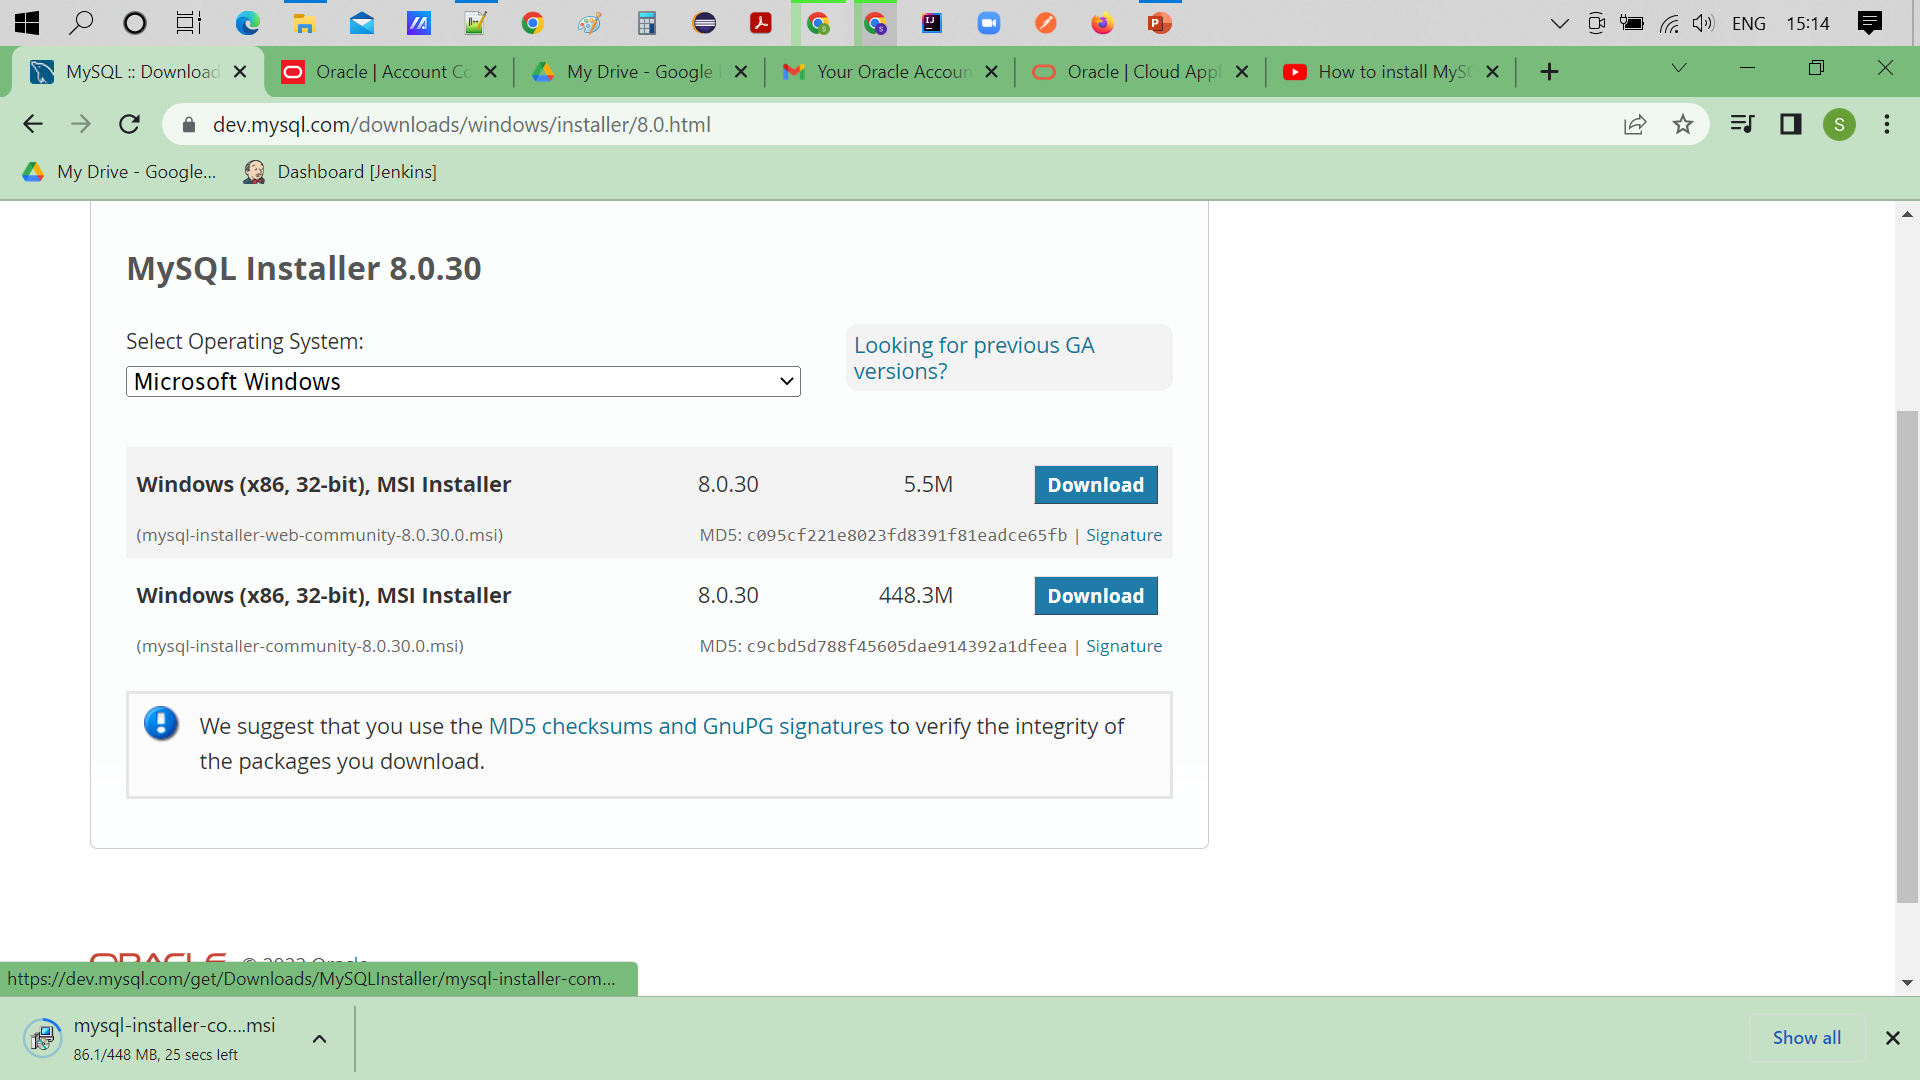 ENG 15:14
MySQL :: Download
Oracle | Account Co
My Drive - Google
Your Oracle Accoun
Oracle | Cloud Appl
How to install MySQ
dev.mysql.com/downloads/windows/installer/8.0.html
S
My Drive - Google...
Dashboard [Jenkins]
MySQL Installer 8.0.30
Select Operating System:
Microsoft Windows
Looking for previous GA
versions?
Windows (x86, 32-bit), MSI Installer 8.0.30 5.5M Download
(mysql-installer-web-community-8.0.30.0.msi) MD5: c095cf221e8023fd8391f81eadce65fb | Signature
Windows (x86, 32-bit), MSI Installer 8.0.30 448.3M Download
(mysql-installer-community-8.0.30.0.msi) MD5: c9cbd5d788f45605dae914392a1dfeea | Signature
We suggest that you use the MD5 checksums and GnuPG signatures to verify the integrity of
the packages you download.
ORACLE © 2022 Oracle
https://dev.mysql.com/get/Downloads/MySQLInstaller/mysql-installer-com...
mysql-installer-co....msi
86.1/448 MB, 25 secs left
Show all